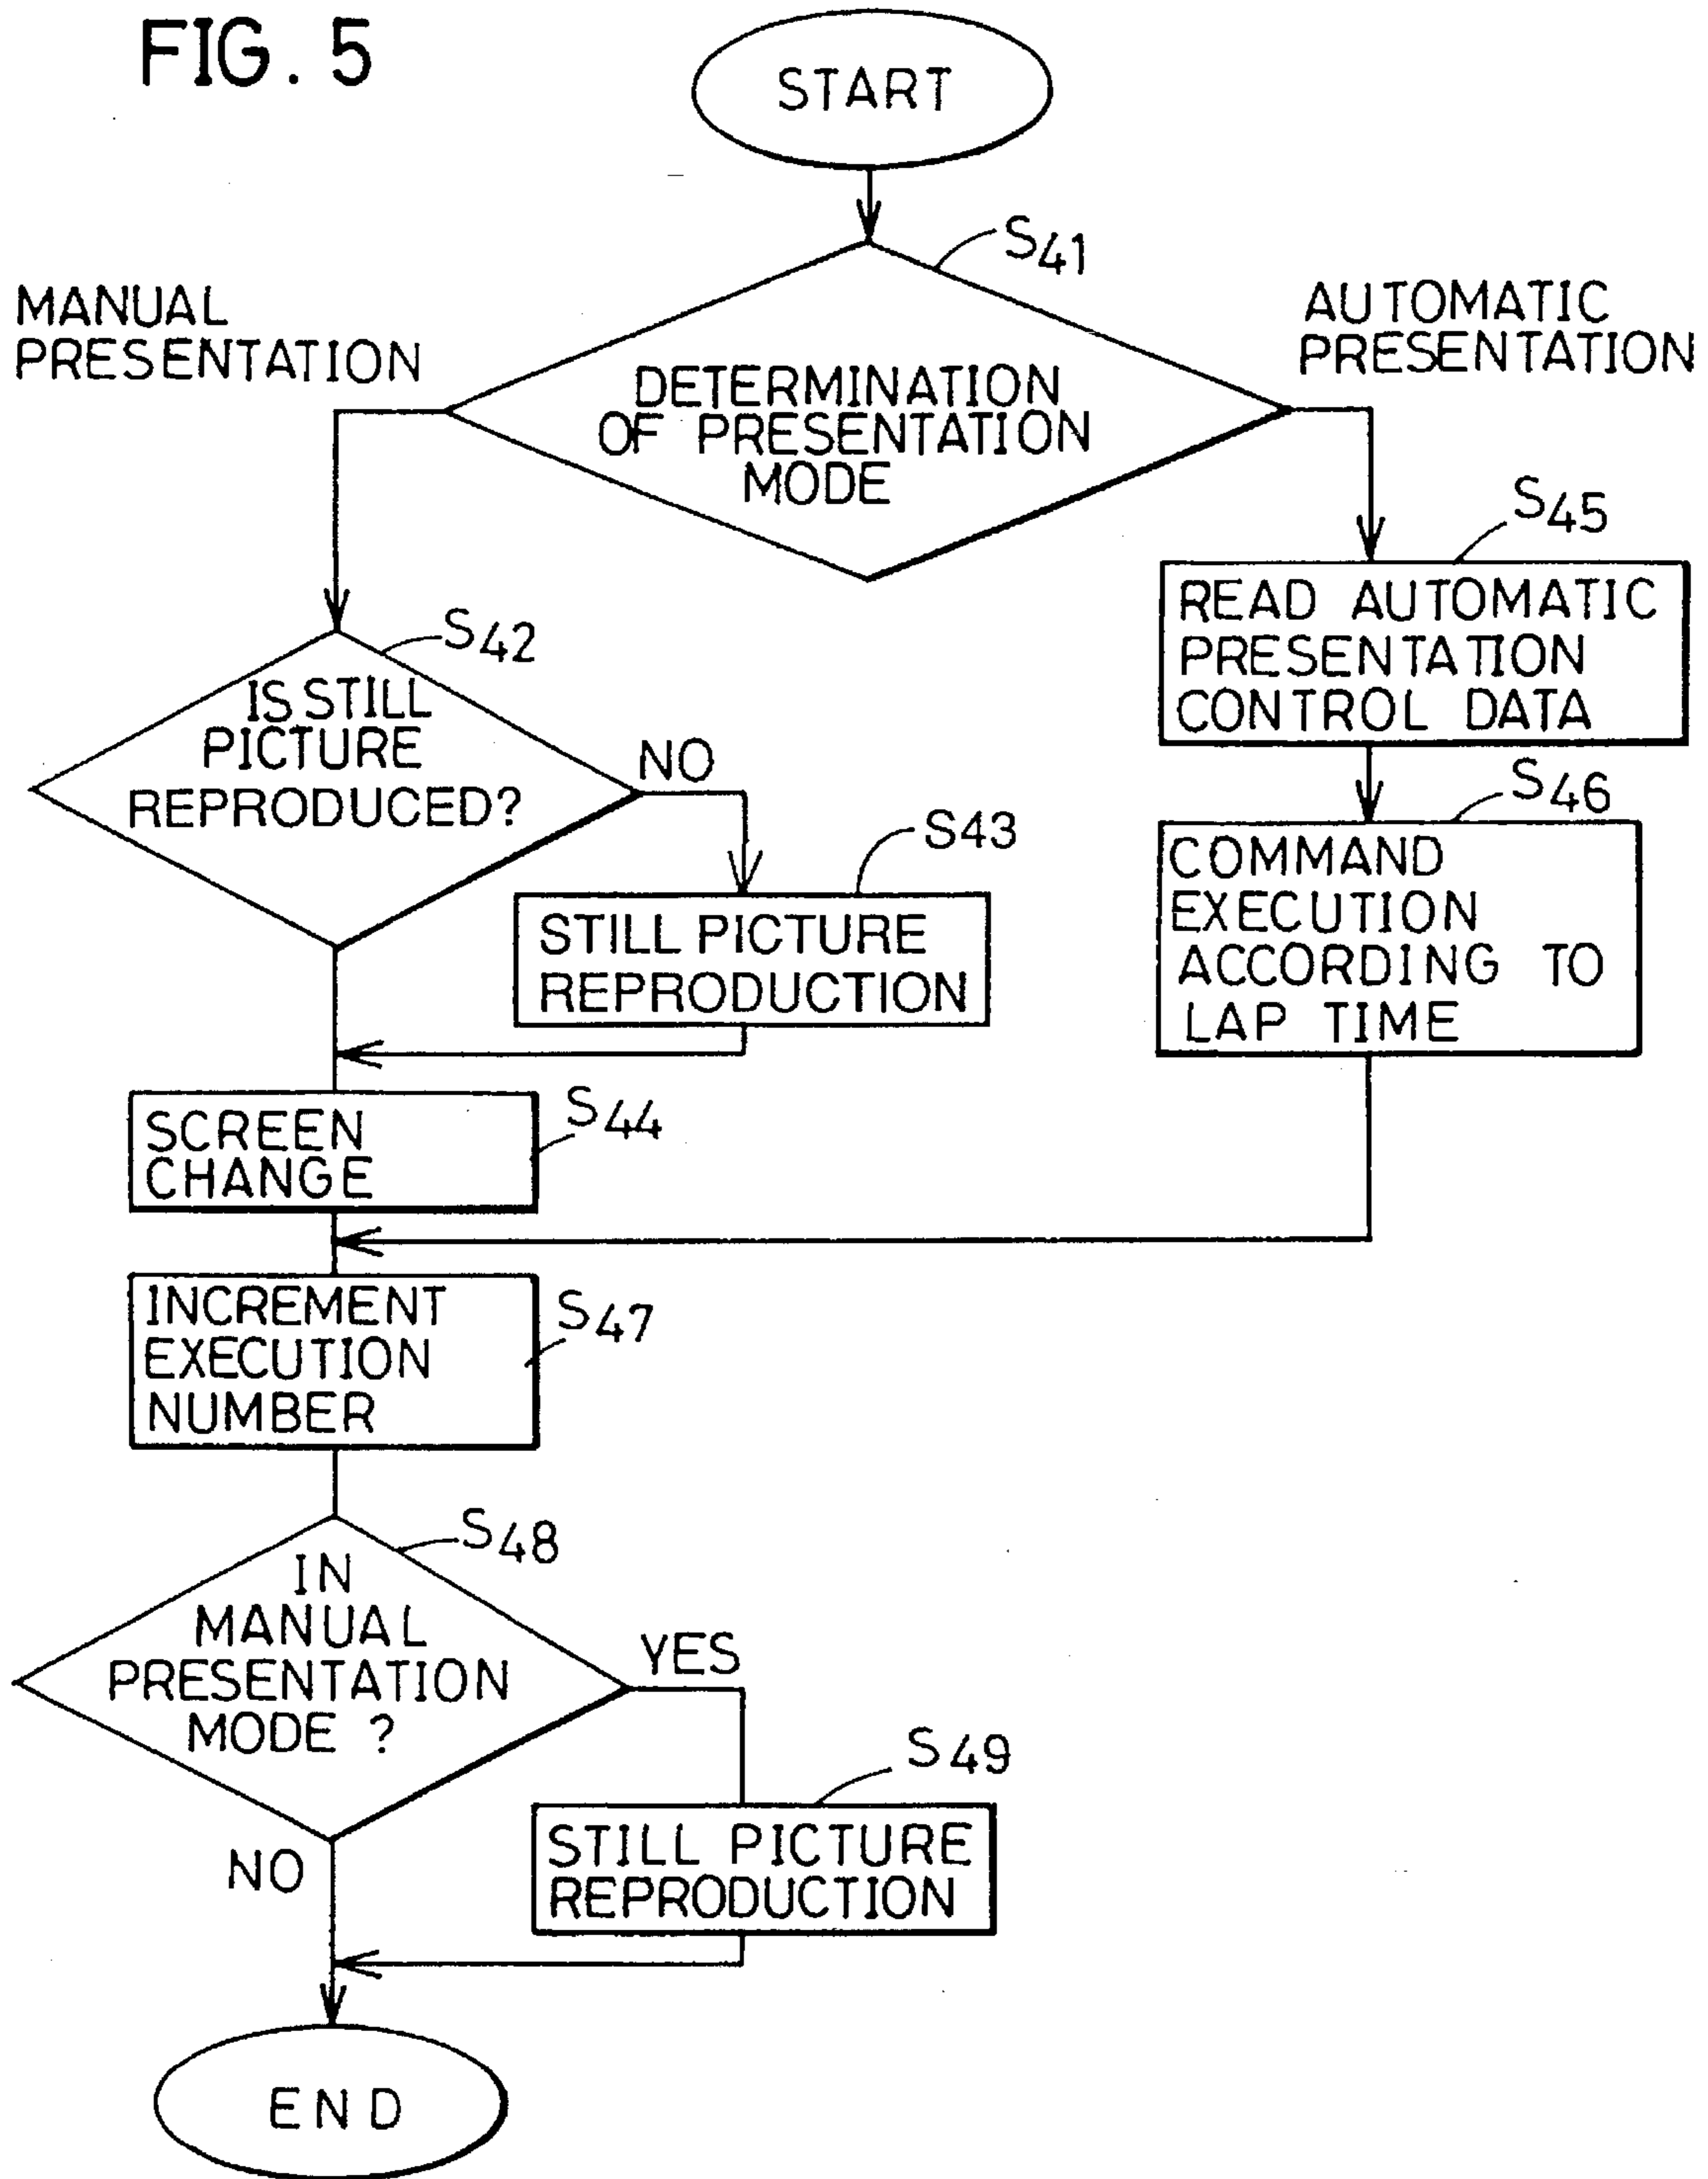 FIG. 5
START
S41
MANUAL
PRESENTATION
AUTOMATIC
PRESENTATION
DETERMINATION
OF PRESENTATION
MODE
S45
READ AUTOMATIC
PRESENTATION
CONTROL DATA
S42
IS STILL
PICTURE
REPRODUCED?
NO
S43
STILL PICTURE
REPRODUCTION
S46
COMMAND
EXECUTION
ACCORDING TO
LAP TIME
S44
SCREEN
CHANGE
S47
INCREMENT
EXECUTION
NUMBER
S48
IN
MANUAL
PRESENTATION
MODE ?
YES
NO
S49
STILL PICTURE
REPRODUCTION
END